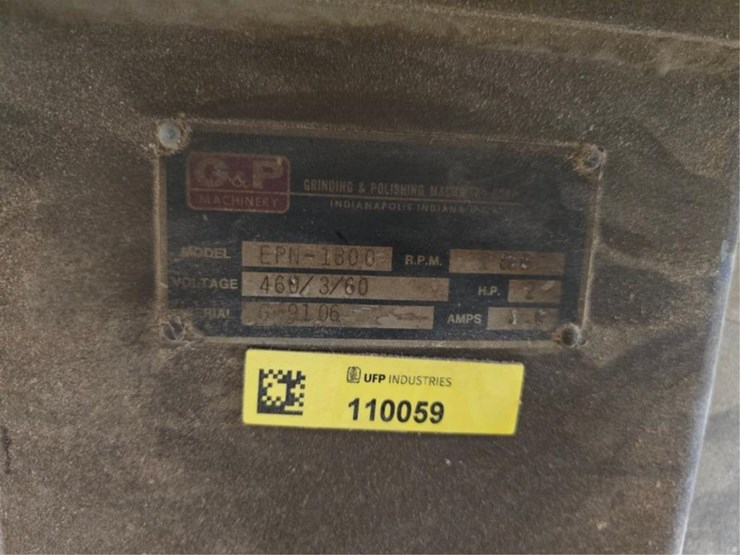 G&P
MACHINERY
GRINDING & POLISHING MACHINERY CORP.
INDIANAPOLIS INDIANA
MODEL EPN-1800 R.P.M.
VOLTAGE 460/3/60 H.P. 2
SERIAL G-9106 AMPS
UFP INDUSTRIES
110059